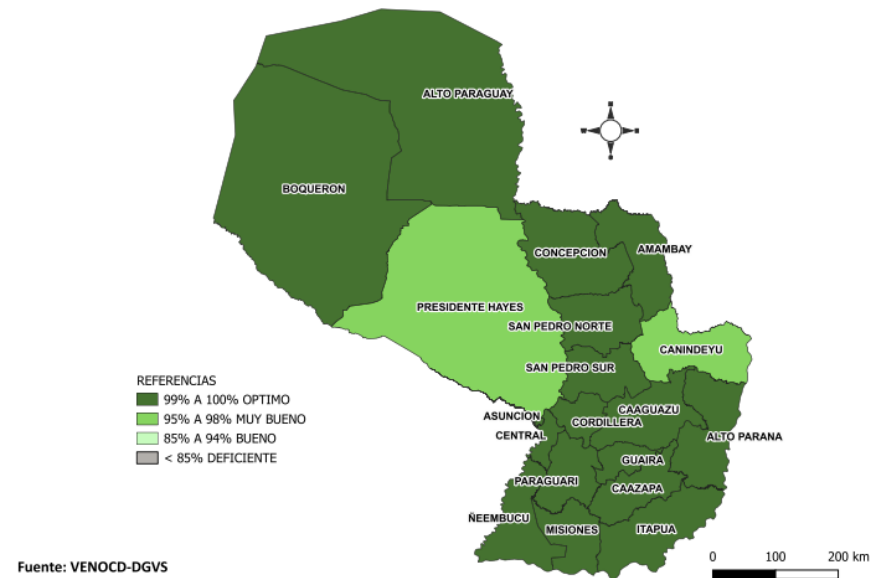 ALTO PARAGUAY
BOQUERON
CONCEPCION
AMAMBAY
PRESIDENTE HAYES
SAN PEDRO NORTE
CANINDEYU
SAN PEDRO SUR
REFERENCIAS
99% A 100% OPTIMO
95% A 98% MUY BUENO
85% A 94% BUENO
< 85% DEFICIENTE
ASUNCION
CAAGUAZU
CORDILLERA
CENTRAL
ALTO PARANA
GUAIRA
PARAGUARI
CAAZAPA
ÑEEMBUCU
MISIONES
ITAPUA
Fuente: VENOCD-DGVS
0 100 200 km